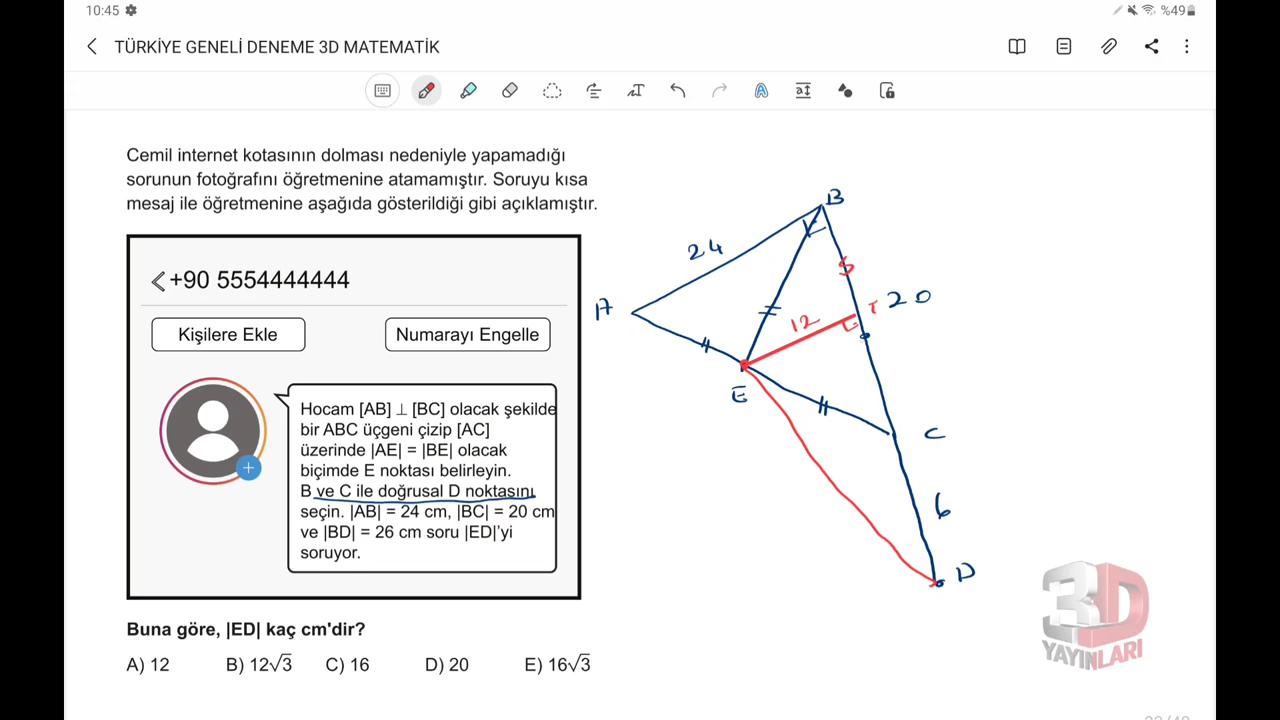 10:45
%49
TÜRKİYE GENELİ DENEME 3D MATEMATİK
Cemil internet kotasının dolması nedeniyle yapamadığı
sorunun fotoğrafını öğretmenine atamamıştır. Soruyu kısa
mesaj ile öğretmenine aşağıda gösterildiği gibi açıklamıştır.
+90 5554444444
Kişilere Ekle
Numarayı Engelle
Hocam [AB] ⊥ [BC] olacak şekilde
bir ABC üçgeni çizip [AC]
üzerinde |AE| = |BE| olacak
biçimde E noktası belirleyin.
B ve C ile doğrusal D noktasını
seçin. |AB| = 24 cm, |BC| = 20 cm
ve |BD| = 26 cm soru |ED|'yi
soruyor.
Buna göre, |ED| kaç cm'dir?
A) 12 B) 12√3 C) 16 D) 20 E) 16√3
B
24
A
20
12
E
C
6
D
3D
YAYINLARI